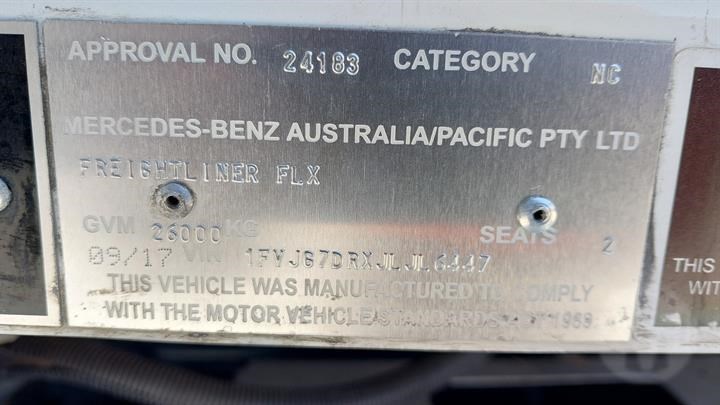 APPROVAL NO. 24183 CATEGORY NC
MERCEDES-BENZ AUSTRALIA/PACIFIC PTY LTD
FREIGHTLINER FLX
GVM 26000 KG SEATS 2
09/17 VIN 1FVJG7DRXJLJL6447
THIS VEHICLE WAS MANUFACTURED TO COMPLY
WITH THE MOTOR VEHICLE STANDARDS ACT 1989
THIS
WIT